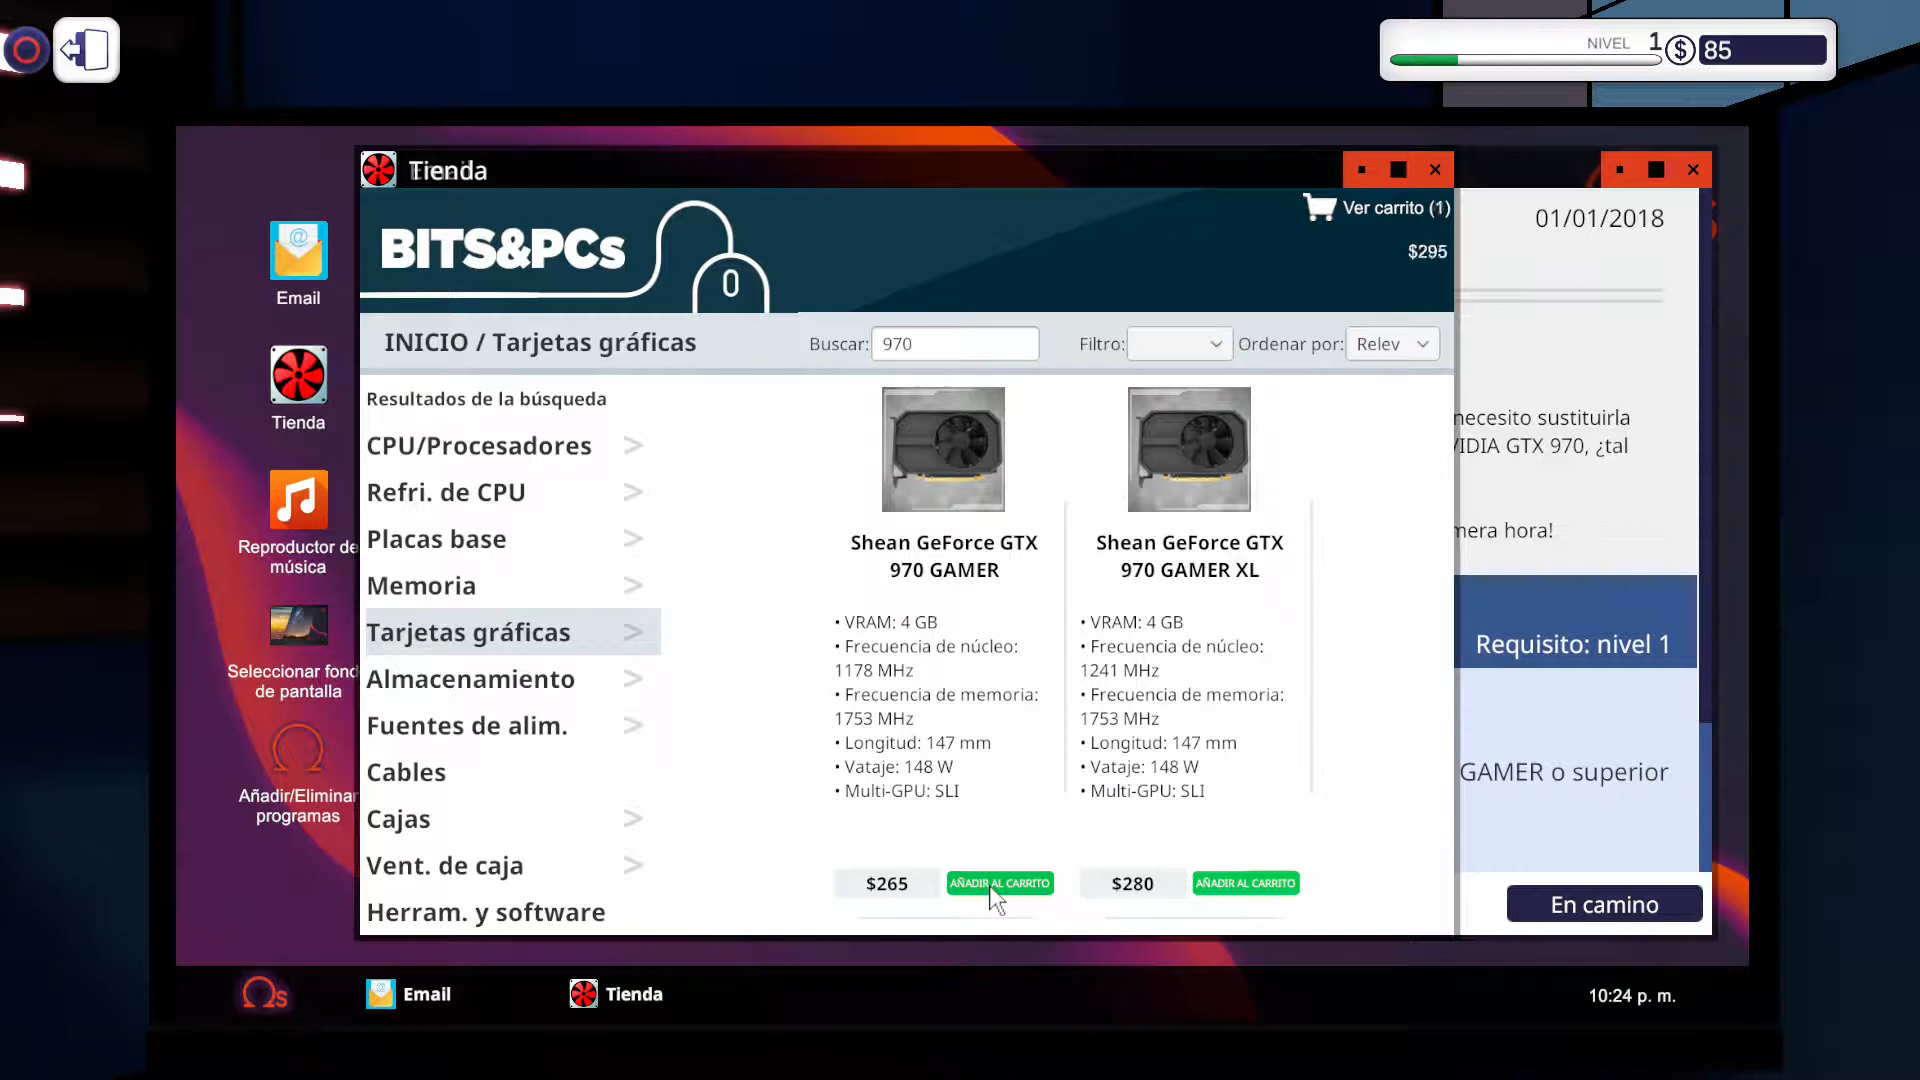 NIVEL 1
$ 85
Tienda
Ver carrito (1)
$295
BITS&PCs
01/01/2018
INICIO / Tarjetas gráficas
Buscar: 970
Filtro:
Ordenar por: Relev
Resultados de la búsqueda
CPU/Procesadores >
Refri. de CPU >
Placas base >
Memoria >
Tarjetas gráficas >
Almacenamiento >
Fuentes de alim. >
Cables
Cajas >
Vent. de caja >
Herram. y software
Shean GeForce GTX
970 GAMER
• VRAM: 4 GB
• Frecuencia de núcleo:
1178 MHz
• Frecuencia de memoria:
1753 MHz
• Longitud: 147 mm
• Vataje: 148 W
• Multi-GPU: SLI
$265
AÑADIR AL CARRITO
Shean GeForce GTX
970 GAMER XL
• VRAM: 4 GB
• Frecuencia de núcleo:
1241 MHz
• Frecuencia de memoria:
1753 MHz
• Longitud: 147 mm
• Vataje: 148 W
• Multi-GPU: SLI
$280
AÑADIR AL CARRITO
necesito sustituirla
VIDIA GTX 970, ¿tal
mera hora!
Requisito: nivel 1
GAMER o superior
En camino
Email
Tienda
Reproductor de
música
Seleccionar fond
de pantalla
Añadir/Eliminar
programas
Ωs
Email
Tienda
10:24 p. m.